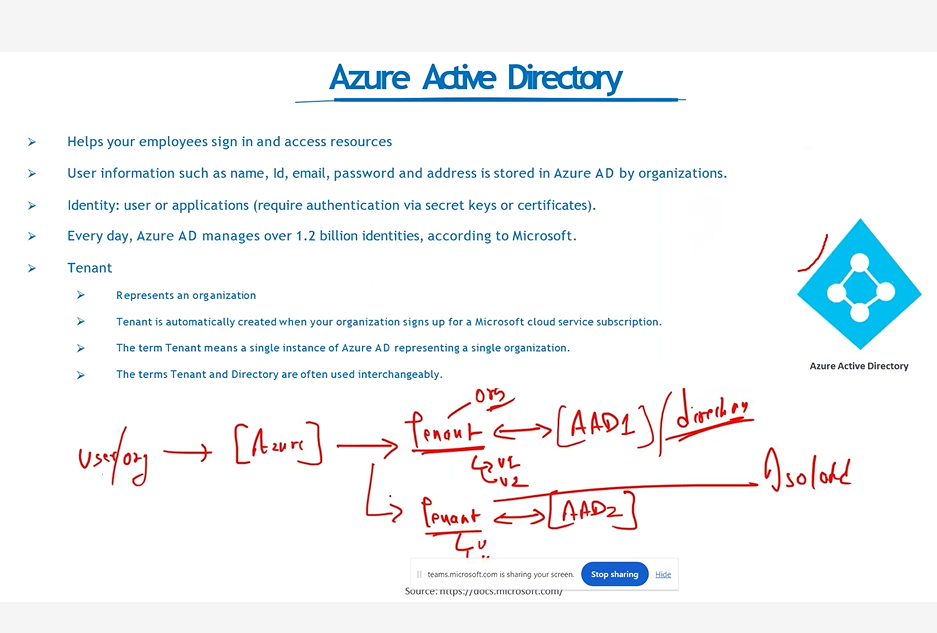 Azure Active Directory
Helps your employees sign in and access resources
User information such as name, Id, email, password and address is stored in Azure AD by organizations.
Identity: user or applications (require authentication via secret keys or certificates).
Every day, Azure AD manages over 1.2 billion identities, according to Microsoft.
Tenant
Represents an organization
Tenant is automatically created when your organization signs up for a Microsoft cloud service subscription.
The term Tenant means a single instance of Azure AD representing a single organization.
The terms Tenant and Directory are often used interchangeably.
Azure Active Directory
org
user/org → [Azure] → Tenant ↔ [AAD1] / directory
U1
U2
Tenant ↔ [AAD2]
Isolated
U
teams.microsoft.com is sharing your screen. Stop sharing Hide
Source: https://docs.microsoft.com/